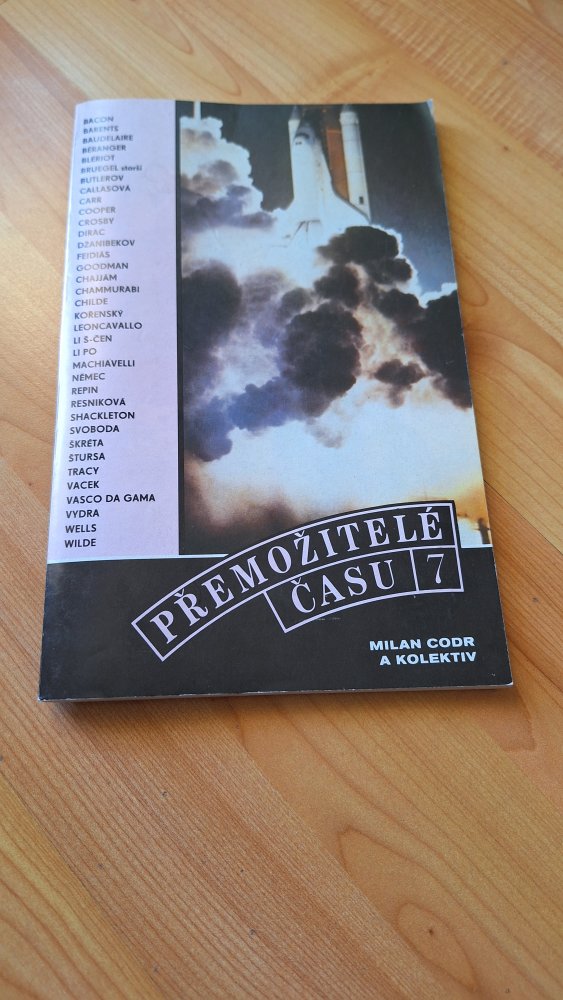 BACON
BARENTS
BAUDELAIRE
BÉRANGER
BLÉRIOT
BRUEGEL starší
BUTLEROV
CALLASOVÁ
CARR
COOPER
CROSBY
DIRAC
DŽANIBEKOV
FEIDIÁS
GOODMAN
CHAJJÁM
CHAMMURABI
CHILDE
KOŘENSKÝ
LEONCAVALLO
LI Š-ČEN
LI PO
MACHIAVELLI
NĚMEC
REPIN
RESNIKOVÁ
SHACKLETON
SVOBODA
ŠKRÉTA
ŠTURSA
TRACY
VACEK
VASCO DA GAMA
VYDRA
WELLS
WILDE
PŘEMOŽITELÉ
ČASU 7
MILAN CODR
A KOLEKTIV